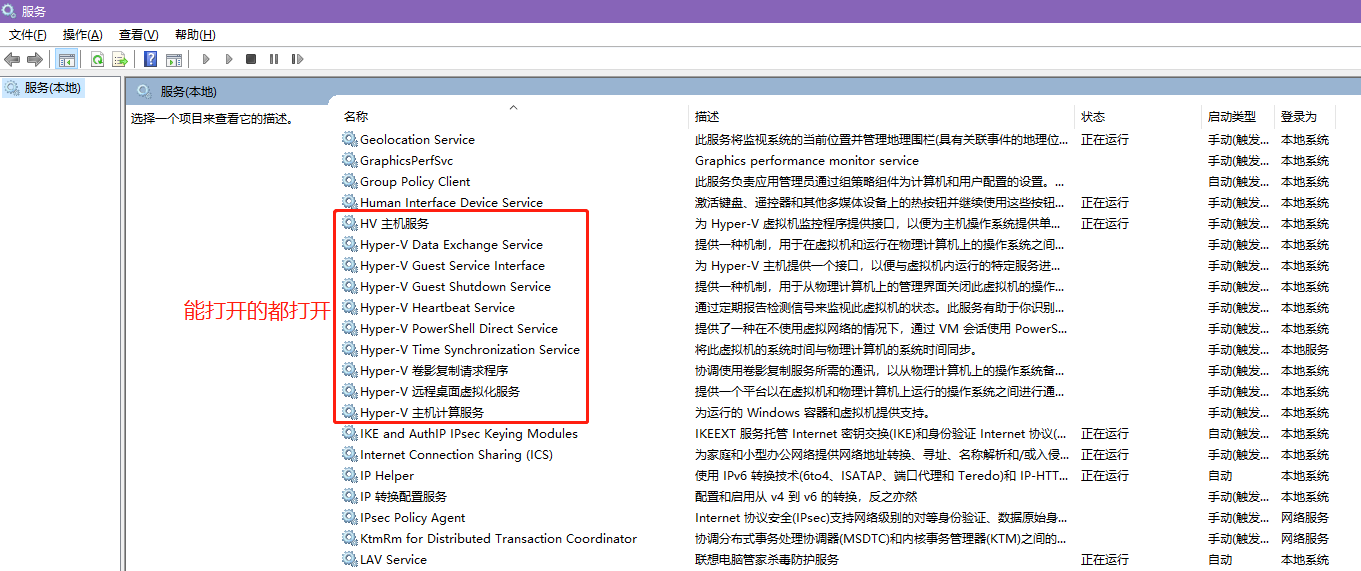 服务
文件(F) 操作(A) 查看(V) 帮助(H)
服务(本地)
服务(本地)
选择一个项目来查看它的描述。
名称 描述 状态 启动类型 登录为
Geolocation Service 此服务将监视系统的当前位置并管理地理围栏(具有关联事件的地理位... 正在运行 手动(触发... 本地系统
GraphicsPerfSvc Graphics performance monitor service 手动(触发... 本地系统
Group Policy Client 此服务负责应用管理员通过组策略组件为计算机和用户配置的设置。... 自动(触发... 本地系统
Human Interface Device Service 激活键盘、遥控器和其他多媒体设备上的热按钮并继续使用这些按钮... 正在运行 手动(触发... 本地系统
HV 主机服务 为 Hyper-V 虚拟机监控程序提供接口，以便为主机操作系统提供单... 正在运行 手动(触发... 本地系统
Hyper-V Data Exchange Service 提供一种机制，用于在虚拟机和运行在物理计算机上的操作系统之间... 手动(触发... 本地系统
Hyper-V Guest Service Interface 为 Hyper-V 主机提供一个接口，以便与虚拟机内运行的特定服务进... 手动(触发... 本地系统
Hyper-V Guest Shutdown Service 提供一种机制，用于从物理计算机上的管理界面关闭此虚拟机的操作... 手动(触发... 本地系统
能打开的都打开
Hyper-V Heartbeat Service 通过定期报告检测信号来监视此虚拟机的状态。此服务有助于你识别... 手动(触发... 本地系统
Hyper-V PowerShell Direct Service 提供了一种在不使用虚拟网络的情况下，通过 VM 会话使用 PowerS... 手动(触发... 本地系统
Hyper-V Time Synchronization Service 将此虚拟机的系统时间与物理计算机的系统时间同步。 手动(触发... 本地服务
Hyper-V 卷影复制请求程序 协调使用卷影复制服务所需的通讯，以从物理计算机上的操作系统备... 手动(触发... 本地系统
Hyper-V 远程桌面虚拟化服务 提供一个平台以在虚拟机和物理计算机上运行的操作系统之间进行通... 手动(触发... 本地系统
Hyper-V 主机计算服务 为运行的 Windows 容器和虚拟机提供支持。 手动(触发... 本地系统
IKE and AuthIP IPsec Keying Modules IKEEXT 服务托管 Internet 密钥交换(IKE)和身份验证 Internet 协议(... 正在运行 自动(触发... 本地系统
Internet Connection Sharing (ICS) 为家庭和小型办公网络提供网络地址转换、寻址、名称解析和/或入侵... 正在运行 手动(触发... 本地系统
IP Helper 使用 IPv6 转换技术(6to4、ISATAP、端口代理和 Teredo)和 IP-HTT... 正在运行 自动 本地系统
IP 转换配置服务 配置和启用从 v4 到 v6 的转换，反之亦然 手动(触发... 本地系统
IPsec Policy Agent Internet 协议安全(IPsec)支持网络级别的对等身份验证、数据原始身... 手动(触发... 网络服务
KtmRm for Distributed Transaction Coordinator 协调分布式事务处理协调器(MSDTC)和内核事务管理器(KTM)之间的... 手动(触发... 网络服务
LAV Service 联想电脑管家杀毒防护服务 正在运行 自动 本地系统